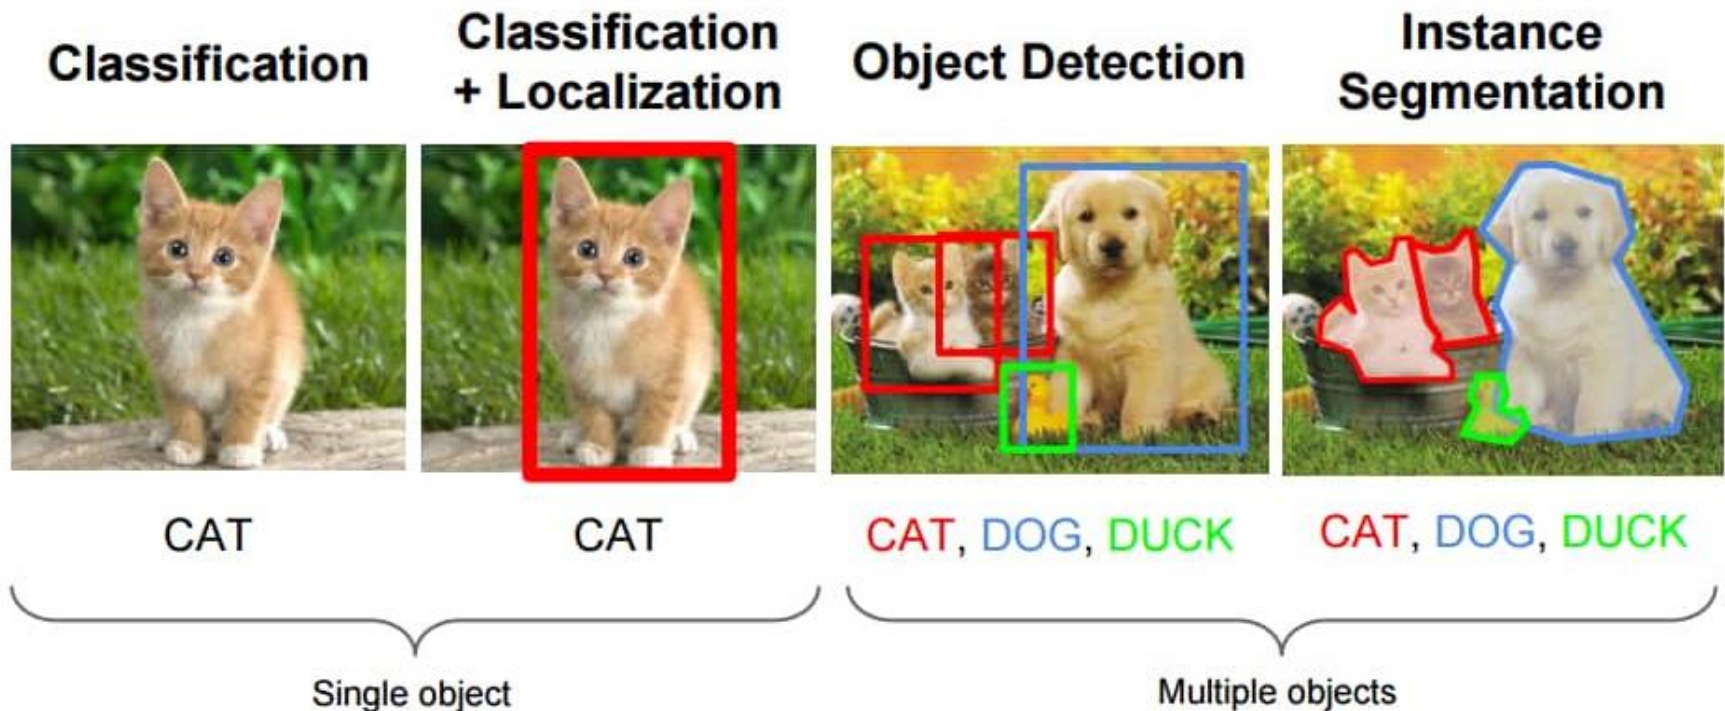 Classification
Classification
+ Localization
Object Detection
Instance
Segmentation
CAT
CAT
CAT, DOG, DUCK
CAT, DOG, DUCK
Single object
Multiple objects